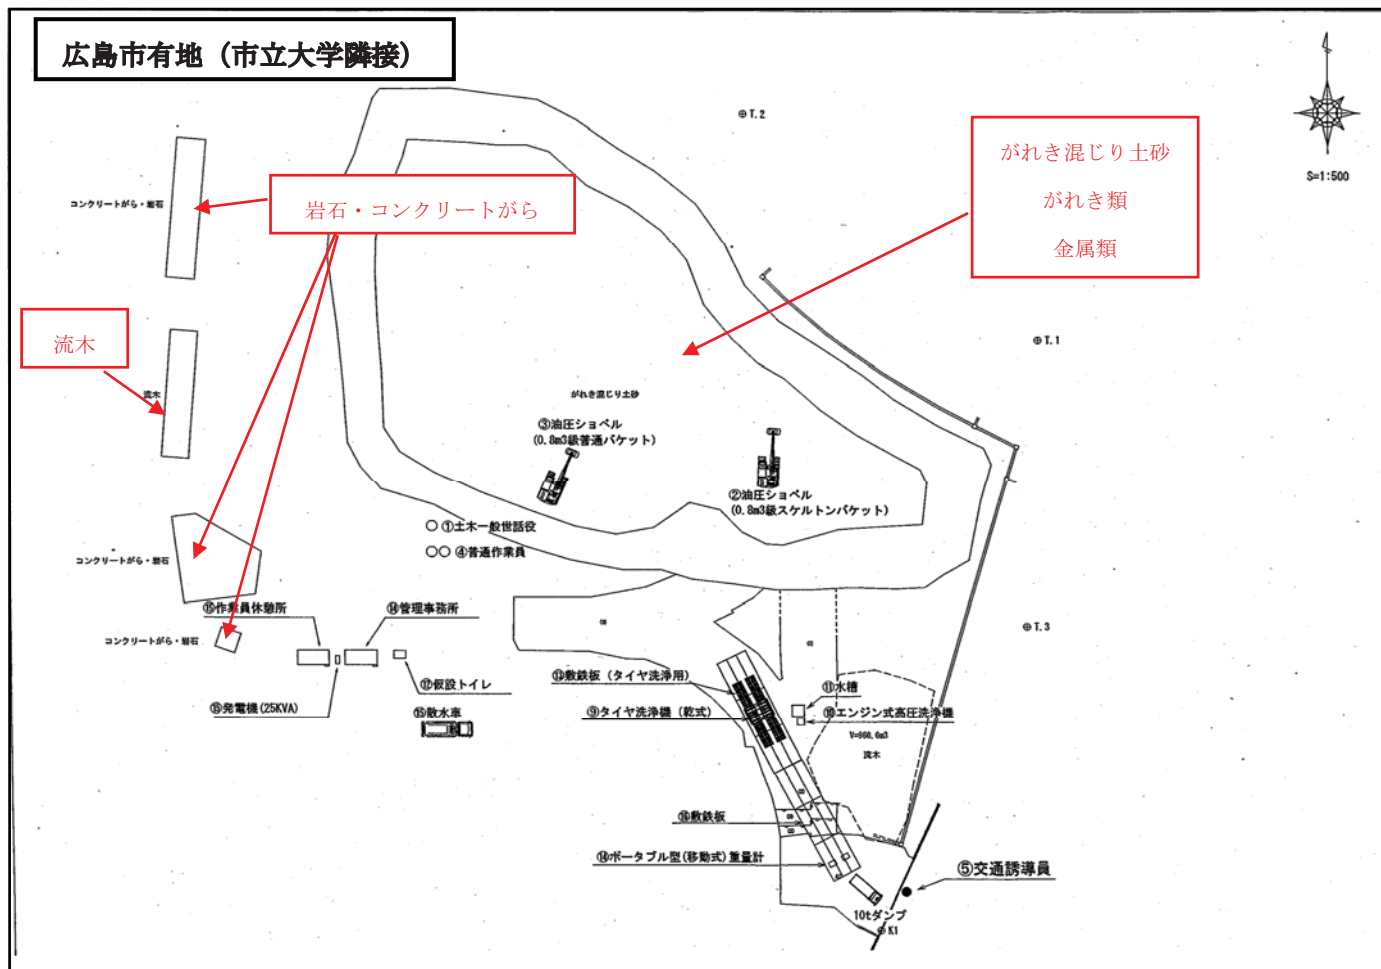 広島市有地（市立大学隣接）
T.2
S=1:500
がれき混じり土砂
がれき類
金属類
コンクリートがら・岩石
岩石・コンクリートがら
流木
T.1
流木
がれき混じり土砂
③油圧ショベル
(0.8m3級普通バケット)
②油圧ショベル
(0.8m3級スケルトンバケット)
①土木一般世話役
④普通作業員
コンクリートがら・岩石
⑮作業員休憩所
⑭管理事務所
コンクリートがら・岩石
T.3
⑫仮設トイレ
⑬敷鉄板（タイヤ洗浄用）
⑪水槽
⑯発電機(25KVA)
⑮散水車
⑨タイヤ洗浄機（乾式）
⑩エンジン式高圧洗浄機
流木
⑯敷鉄板
⑭ポータブル型(移動式)重量計
⑤交通誘導員
10tダンプ
K1